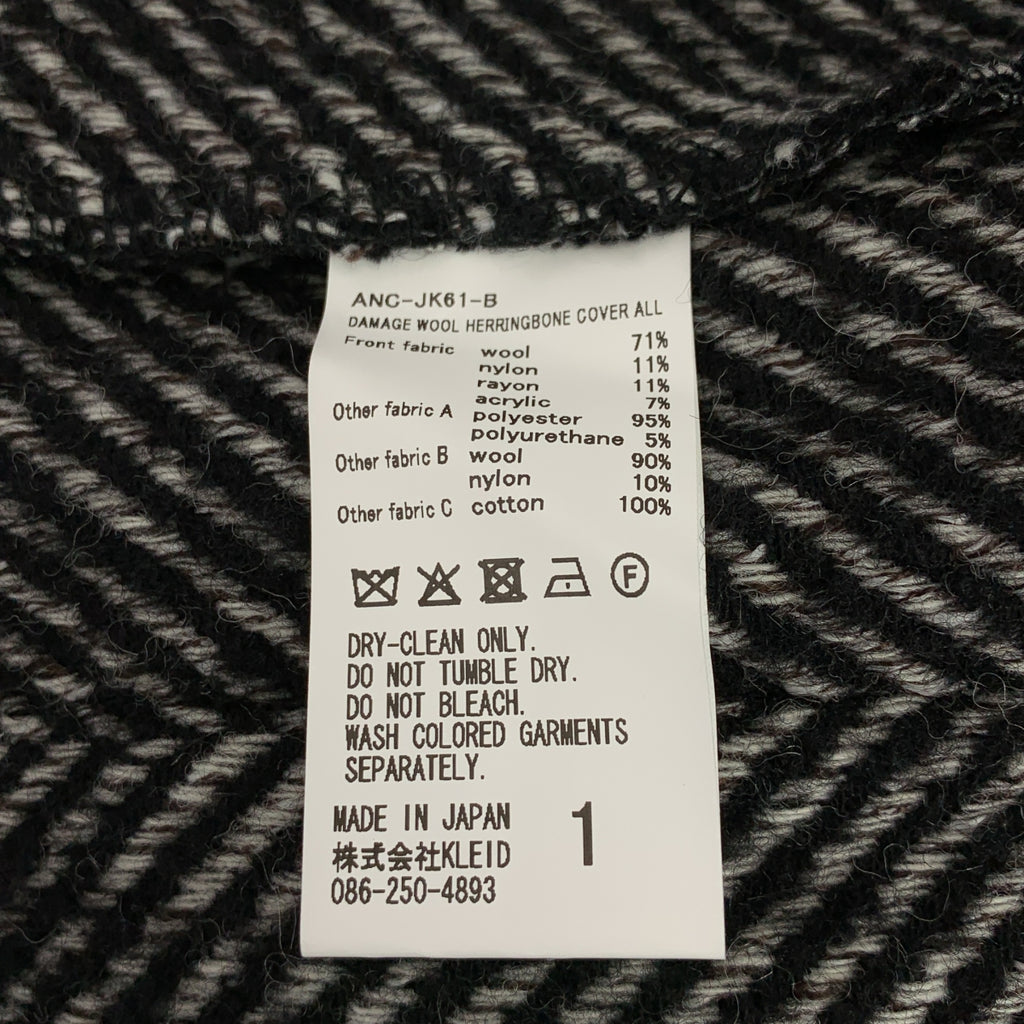 ANC-JK61-B
DAMAGE WOOL HERRINGBONE COVER ALL
Front fabric wool 71%
nylon 11%
rayon 11%
acrylic 7%
Other fabric A polyester 95%
polyurethane 5%
Other fabric B wool 90%
nylon 10%
Other fabric C cotton 100%
F
DRY-CLEAN ONLY.
DO NOT TUMBLE DRY.
DO NOT BLEACH.
WASH COLORED GARMENTS
SEPARATELY.
MADE IN JAPAN
株式会社KLEID
086-250-4893
1